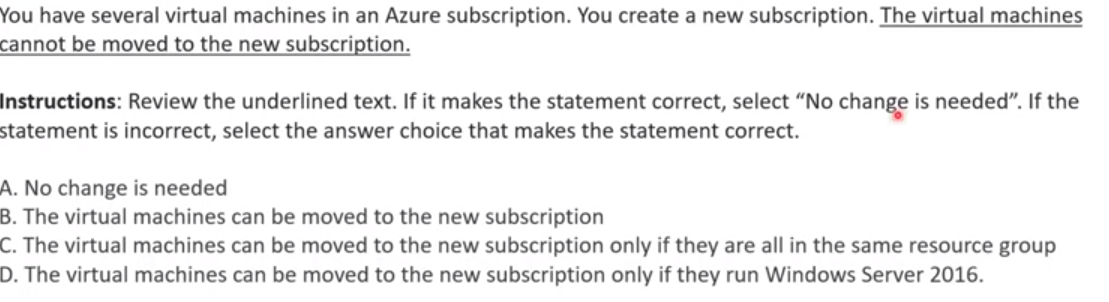 You have several virtual machines in an Azure subscription. You create a new subscription. The virtual machines
cannot be moved to the new subscription.
Instructions: Review the underlined text. If it makes the statement correct, select “No change is needed”. If the
statement is incorrect, select the answer choice that makes the statement correct.
A. No change is needed
B. The virtual machines can be moved to the new subscription
C. The virtual machines can be moved to the new subscription only if they are all in the same resource group
D. The virtual machines can be moved to the new subscription only if they run Windows Server 2016.